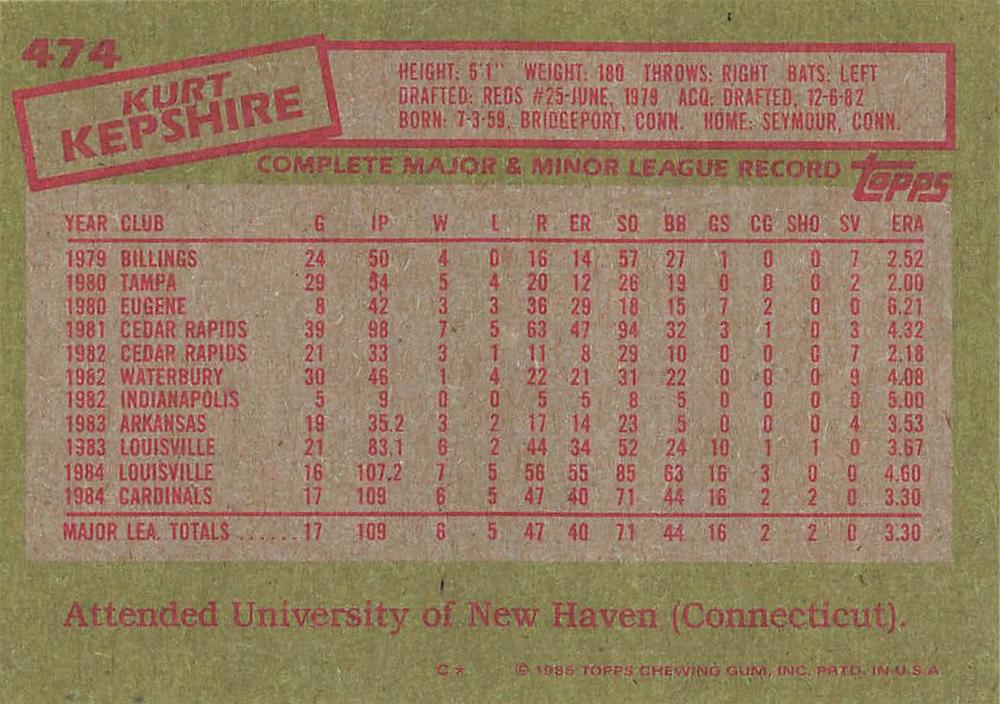 474
KURT
KEPSHIRE
HEIGHT: 6'1" WEIGHT: 180 THROWS: RIGHT BATS: LEFT
DRAFTED: REDS #25-JUNE, 1979 ACQ: DRAFTED, 12-6-82
BORN: 7-3-59, BRIDGEPORT, CONN. HOME: SEYMOUR, CONN.
COMPLETE MAJOR & MINOR LEAGUE RECORD
Topps
YEAR CLUB G IP W L R ER SO BB GS CG SHO SV ERA
1979 BILLINGS 24 50 4 0 16 14 57 27 1 0 0 7 2.52
1980 TAMPA 29 54 5 4 20 12 26 19 0 0 0 2 2.00
1980 EUGENE 8 42 3 3 36 29 18 15 7 2 0 0 6.21
1981 CEDAR RAPIDS 39 98 7 5 63 47 94 32 3 1 0 3 4.32
1982 CEDAR RAPIDS 21 33 3 1 11 8 29 10 0 0 0 7 2.18
1982 WATERBURY 30 46 1 4 22 21 31 22 0 0 0 9 4.08
1982 INDIANAPOLIS 5 9 0 0 5 5 8 5 0 0 0 0 5.00
1983 ARKANSAS 19 35.2 3 2 17 14 23 5 0 0 0 4 3.53
1983 LOUISVILLE 21 83.1 6 2 44 34 52 24 10 1 1 0 3.67
1984 LOUISVILLE 16 107.2 7 5 56 55 85 63 16 3 0 0 4.60
1984 CARDINALS 17 109 6 5 47 40 71 44 16 2 2 0 3.30
MAJOR LEA. TOTALS ...... 17 109 6 5 47 40 71 44 16 2 2 0 3.30
Attended University of New Haven (Connecticut).
C* © 1985 TOPPS CHEWING GUM, INC. PRTD. IN U.S.A